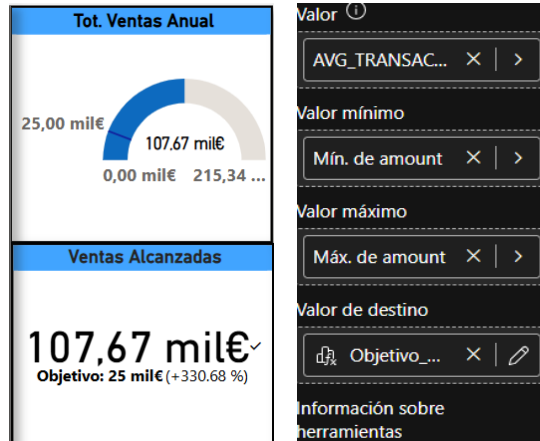 Tot. Ventas Anual
25,00 mil€
107,67 mil€
0,00 mil€ 215,34 ...
Ventas Alcanzadas
107,67 mil€
Objetivo: 25 mil€ (+330.68 %)
Valor
AVG_TRANSAC...
Valor mínimo
Mín. de amount
Valor máximo
Máx. de amount
Valor de destino
Objetivo_...
Información sobre
herramientas